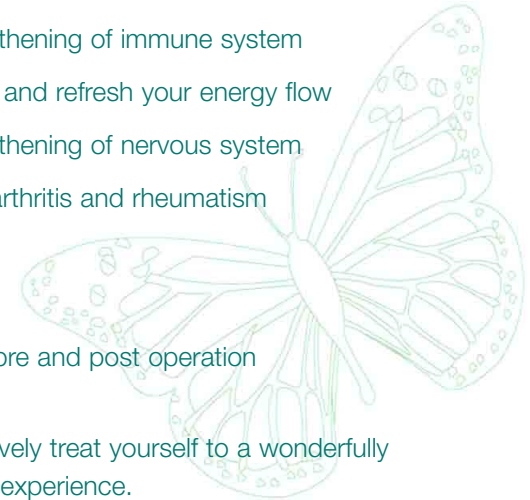 thening of immune system
and refresh your energy flow
thening of nervous system
arthritis and rheumatism
ore and post operation
vely treat yourself to a wonderfully
experience.